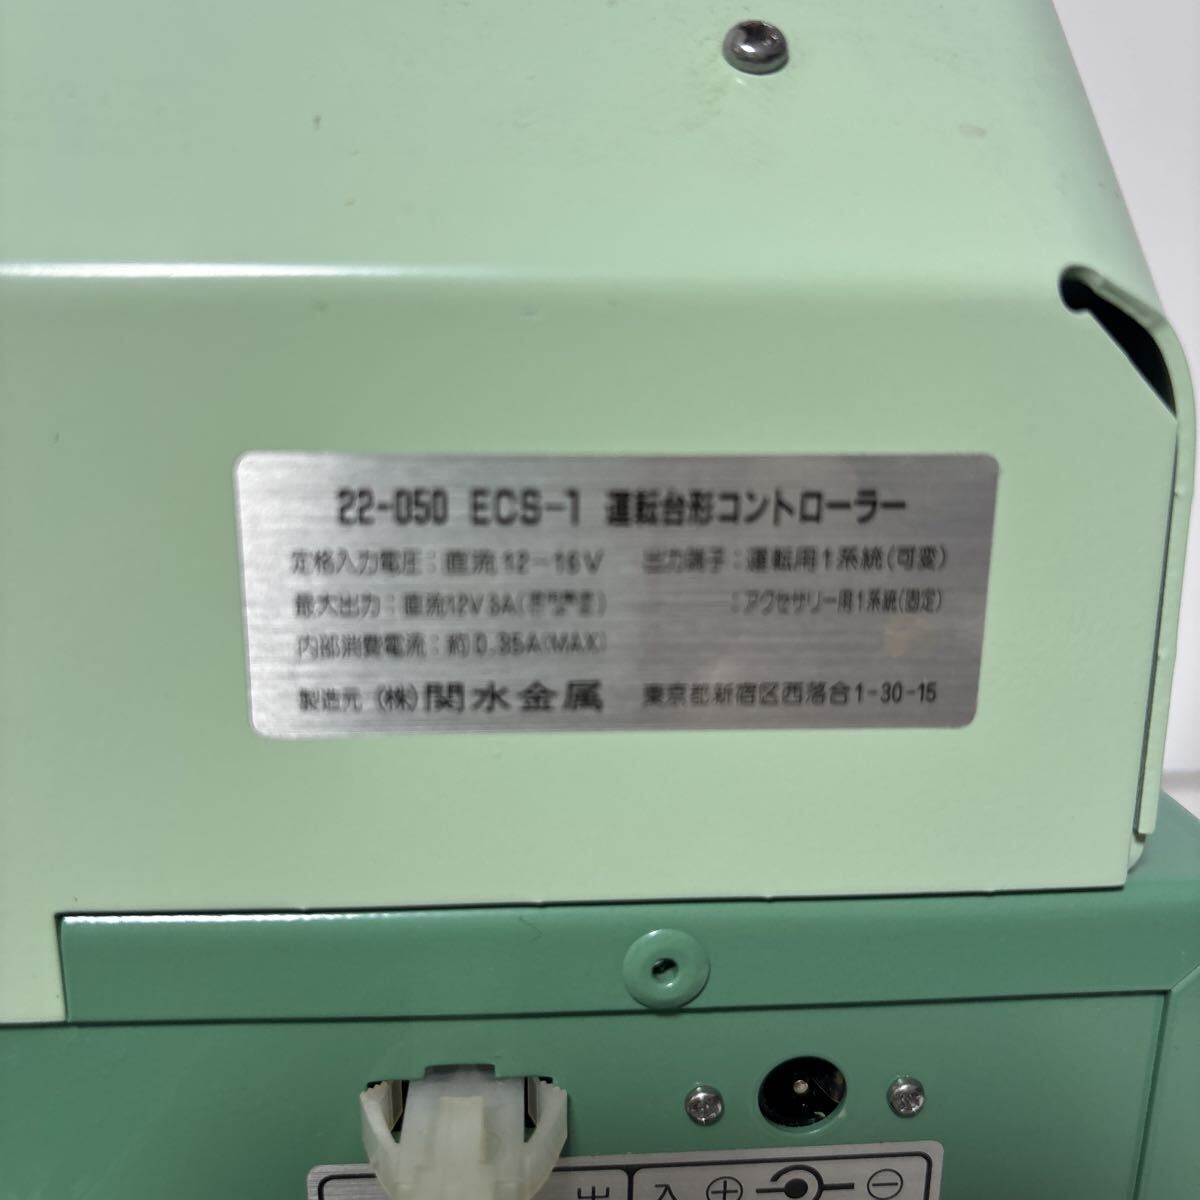 22-050 ECS-1 運転台形コントローラー
定格入力電圧：直流12-16V 出力端子：運転用1系統(可変)
最大出力：直流12V3A( ：アクセサリー用1系統(固定)
内部消費電流：約0.35A(MAX)
製造元 (株)関水金属 東京都新宿区西落合1-30-15
出 入 ⊕ ⊖